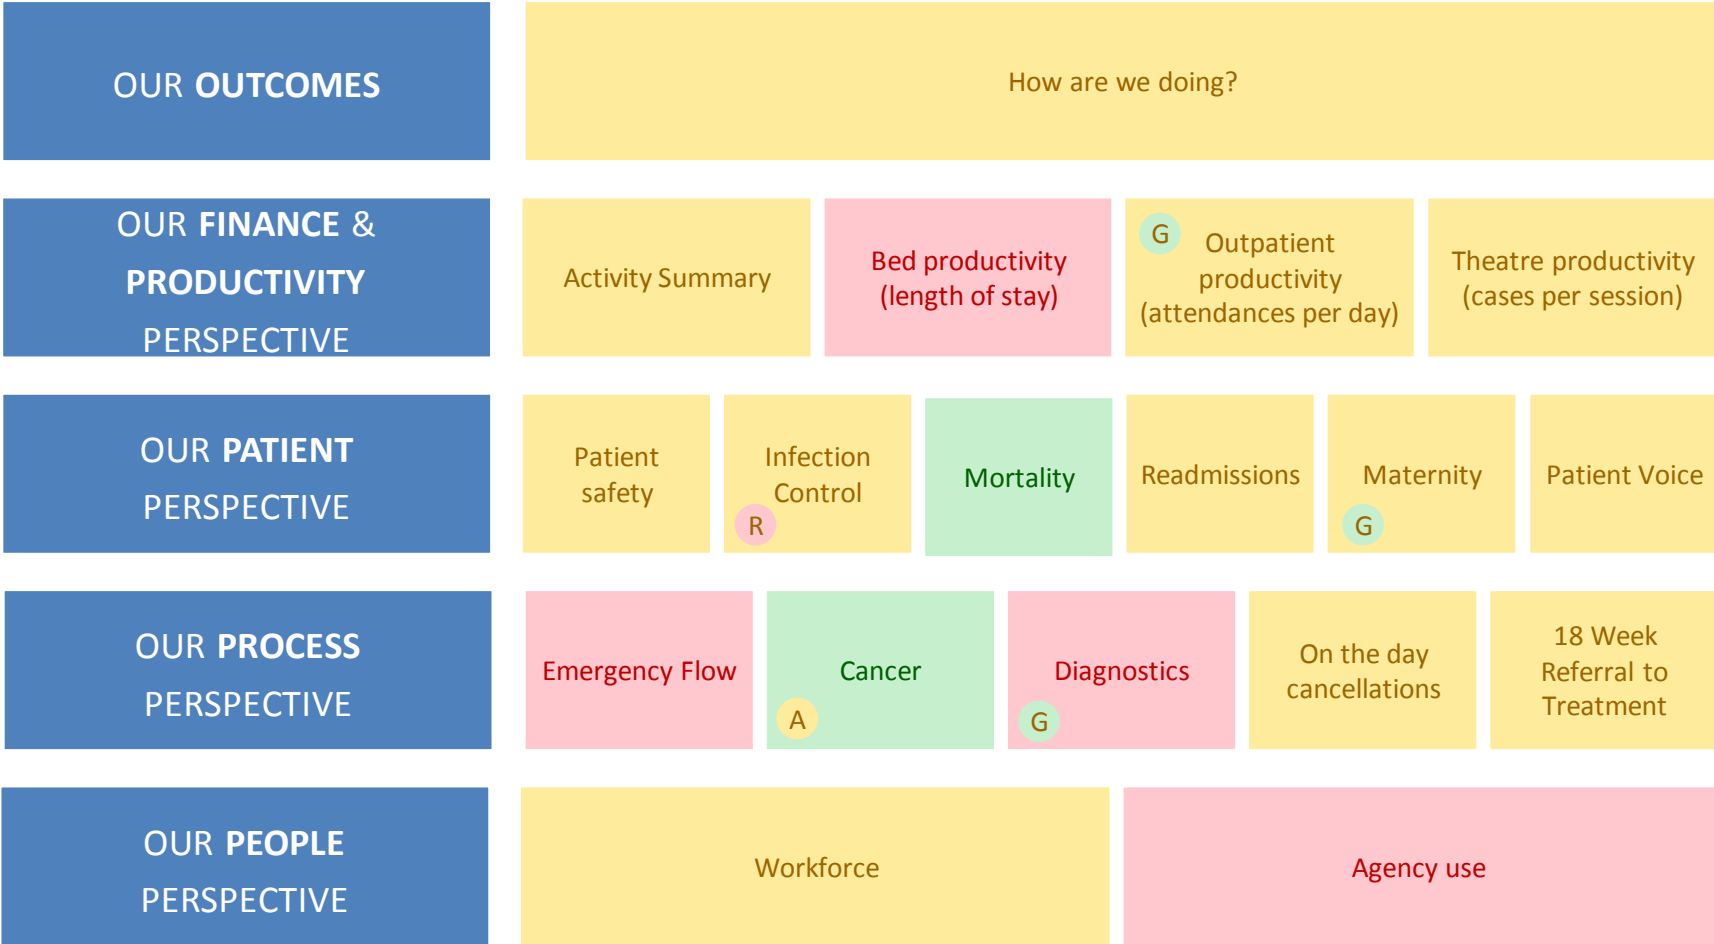 OUR OUTCOMES
How are we doing?
OUR FINANCE &
PRODUCTIVITY
PERSPECTIVE
Activity Summary
Bed productivity
(length of stay)
G
Outpatient
productivity
(attendances per day)
Theatre productivity
(cases per session)
OUR PATIENT
PERSPECTIVE
Patient
safety
Infection
Control
R
Mortality
Readmissions
Maternity
G
Patient Voice
OUR PROCESS
PERSPECTIVE
Emergency Flow
Cancer
A
Diagnostics
G
On the day
cancellations
18 Week
Referral to
Treatment
OUR PEOPLE
PERSPECTIVE
Workforce
Agency use